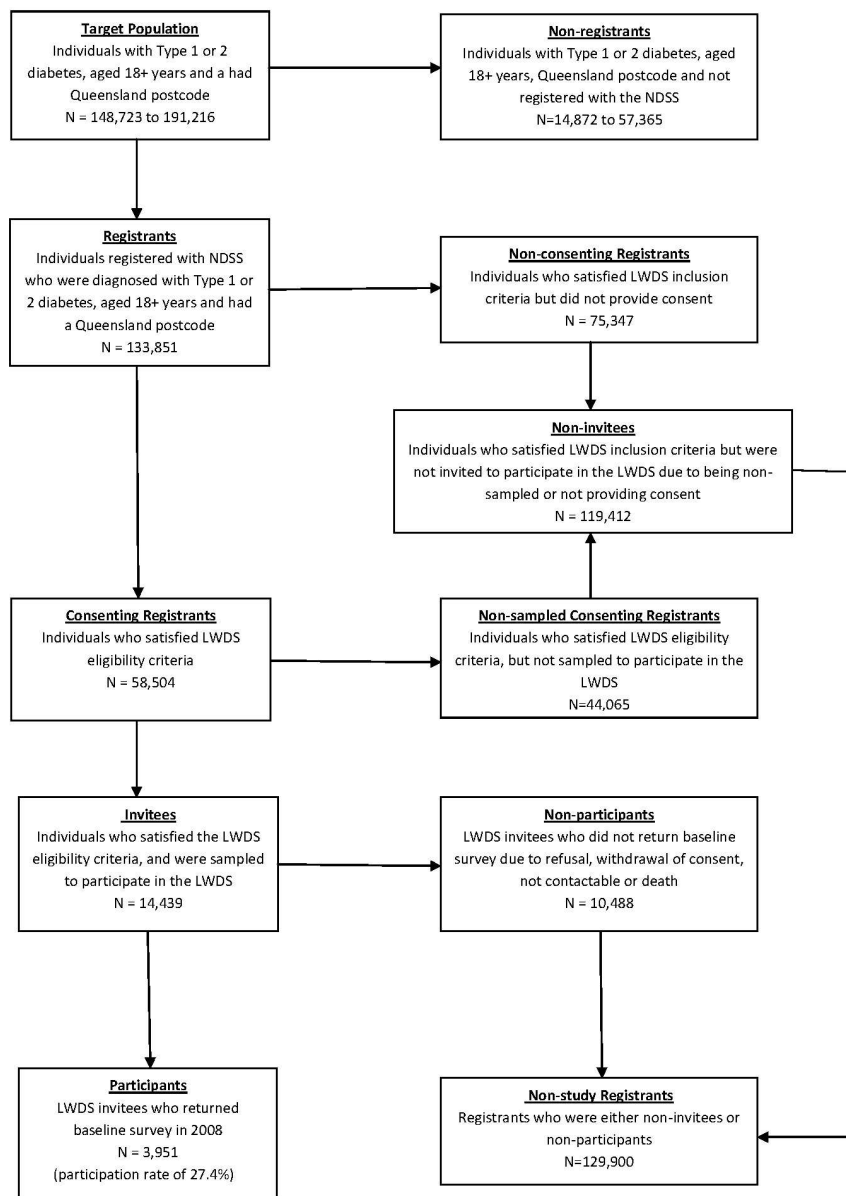 Target Population
Individuals with Type 1 or 2
diabetes, aged 18+ years and a had
Queensland postcode
N = 148,723 to 191,216
Non-registrants
Individuals with Type 1 or 2 diabetes, aged
18+ years, Queensland postcode and not
registered with the NDSS
N=14,872 to 57,365
Registrants
Individuals registered with NDSS
who were diagnosed with Type 1 or
2 diabetes, aged 18+ years and had
a Queensland postcode
N = 133,851
Non-consenting Registrants
Individuals who satisfied LWDS inclusion
criteria but did not provide consent
N = 75,347
Non-invitees
Individuals who satisfied LWDS inclusion criteria but were
not invited to participate in the LWDS due to being non-
sampled or not providing consent
N = 119,412
Consenting Registrants
Individuals who satisfied LWDS
eligibility criteria
N = 58,504
Non-sampled Consenting Registrants
Individuals who satisfied LWDS eligibility
criteria, but not sampled to participate in the
LWDS
N=44,065
Invitees
Individuals who satisfied the LWDS
eligibility criteria, and were sampled
to participate in the LWDS
N = 14,439
Non-participants
LWDS invitees who did not return baseline
survey due to refusal, withdrawal of consent,
not contactable or death
N = 10,488
Participants
LWDS invitees who returned
baseline survey in 2008
N = 3,951
(participation rate of 27.4%)
Non-study Registrants
Registrants who were either non-invitees or
non-participants
N=129,900